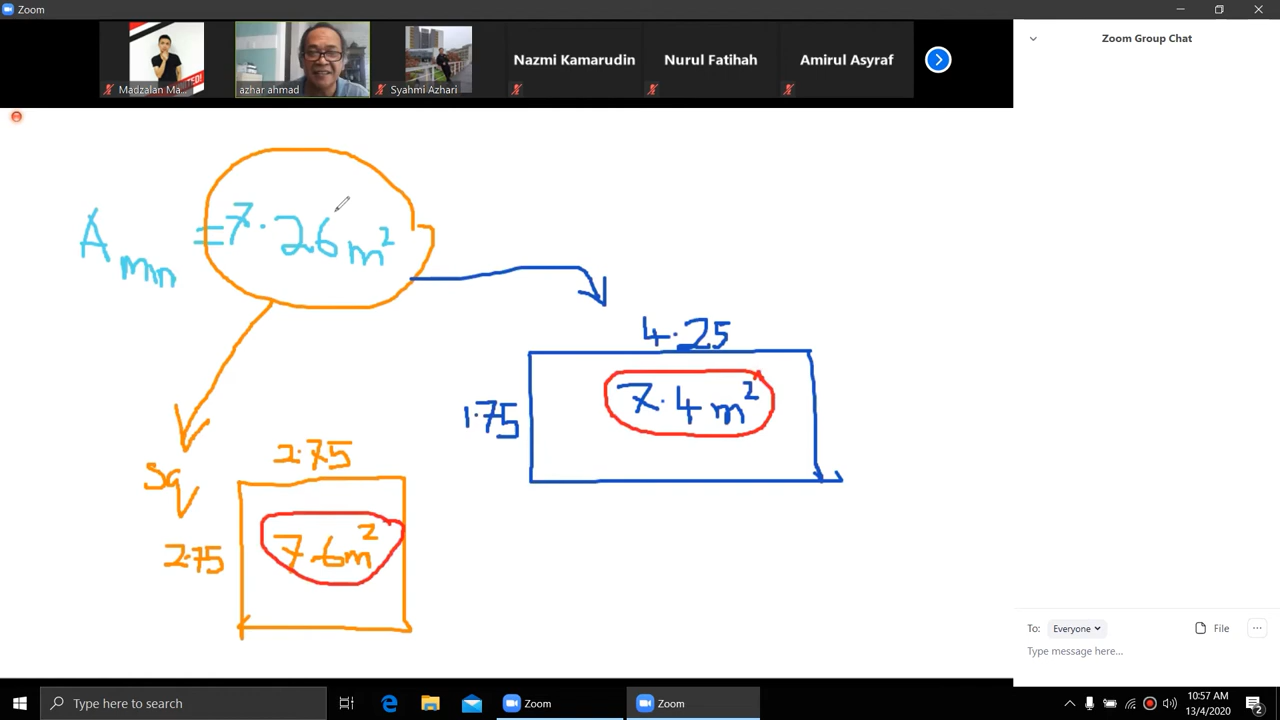 Zoom
Madzalan Ma...
azhar ahmad
Syahmi Azhari
Nazmi Kamarudin
Nurul Fatihah
Amirul Asyraf
Zoom Group Chat
A min = 7.26 m²
4.25
1.75
7.4 m²
Sq
2.75
2.75
7.6 m²
To: Everyone
File
Type message here...
Type here to search
Zoom
Zoom
10:57 AM
13/4/2020
2